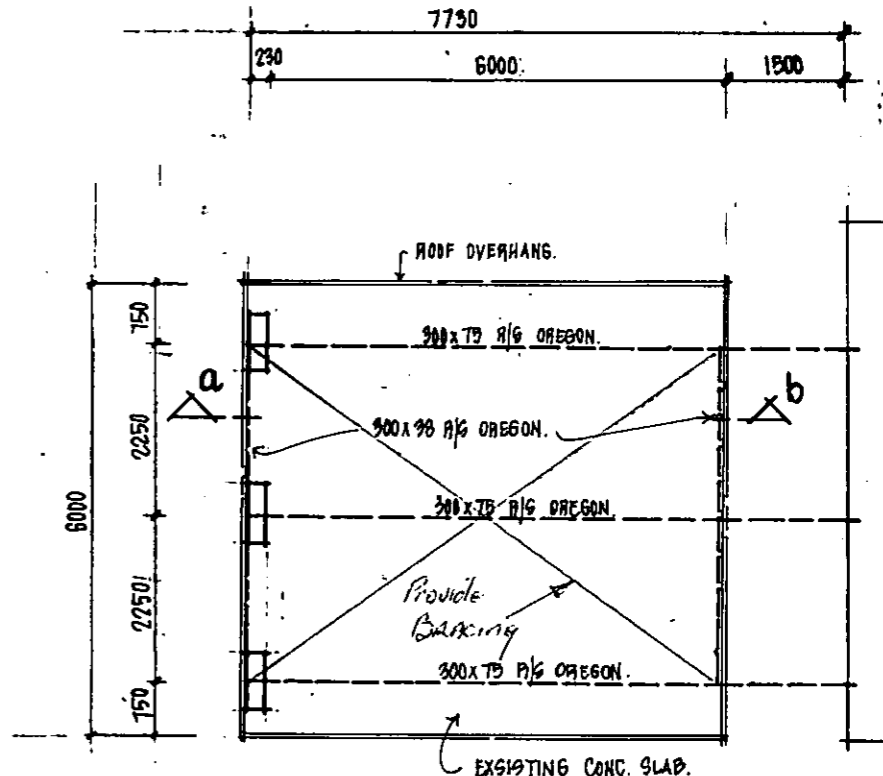 7730
230
6000
1500
ROOF OVERHANG.
750
300x75 R/S OREGON.
a
b
300x38 R/S OREGON.
2250
6000
300x75 R/S OREGON.
2250
Provide
Bracing
300x75 R/S OREGON.
750
EXSISTING CONC. SLAB.